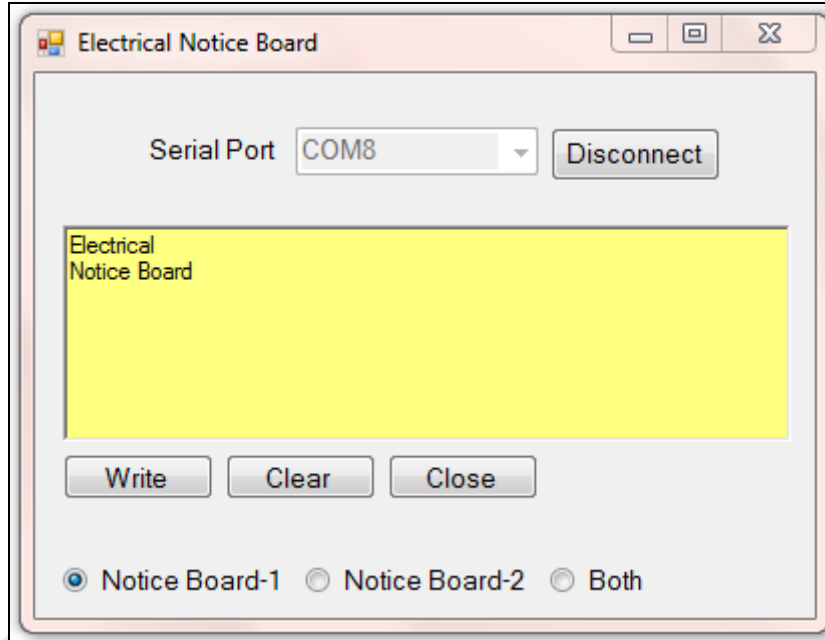 Electrical Notice Board
Serial Port COM8 Disconnect
Electrical
Notice Board
Write Clear Close
Notice Board-1 Notice Board-2 Both